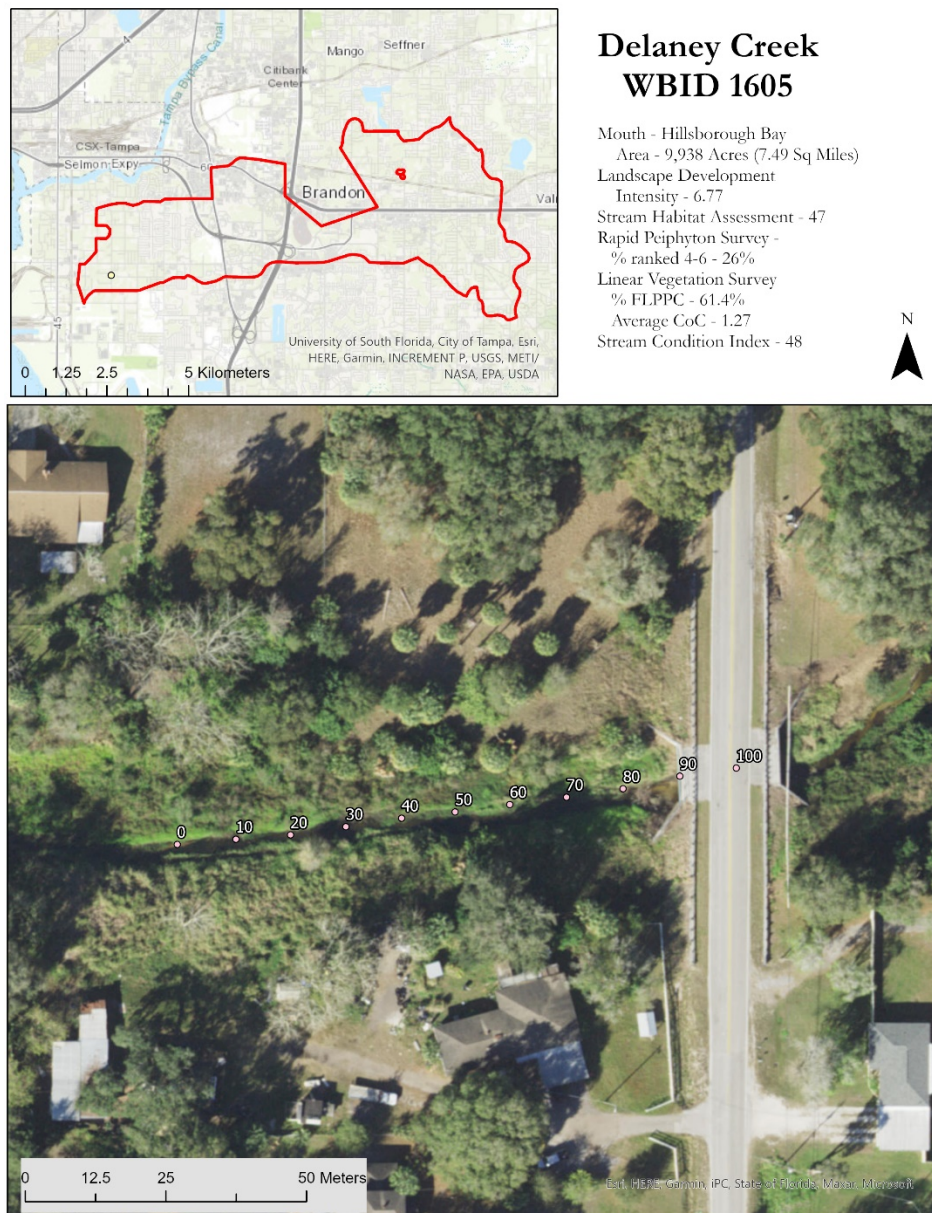 Delaney Creek
WBID 1605
Mouth - Hillsborough Bay
Area - 9,938 Acres (7.49 Sq Miles)
Landscape Development
Intensity - 6.77
Stream Habitat Assessment - 47
Rapid Peiphyton Survey -
% ranked 4-6 - 26%
Linear Vegetation Survey
% FLPPC - 61.4%
Average CoC - 1.27
Stream Condition Index - 48
N
Mango
Seffner
4
Citibank
Center
Tampa Bypass Canal
CSX-Tampa
Selmon-Expy
60
Brandon
Valr
45
University of South Florida, City of Tampa, Esri,
HERE, Garmin, INCREMENT P, USGS, METI/
NASA, EPA, USDA
0 1.25 2.5 5 Kilometers
0 10 20 30 40 50 60 70 80 90 100
0 12.5 25 50 Meters
Esri, HERE, Garmin, iPC, State of Florida, Maxar, Microsoft